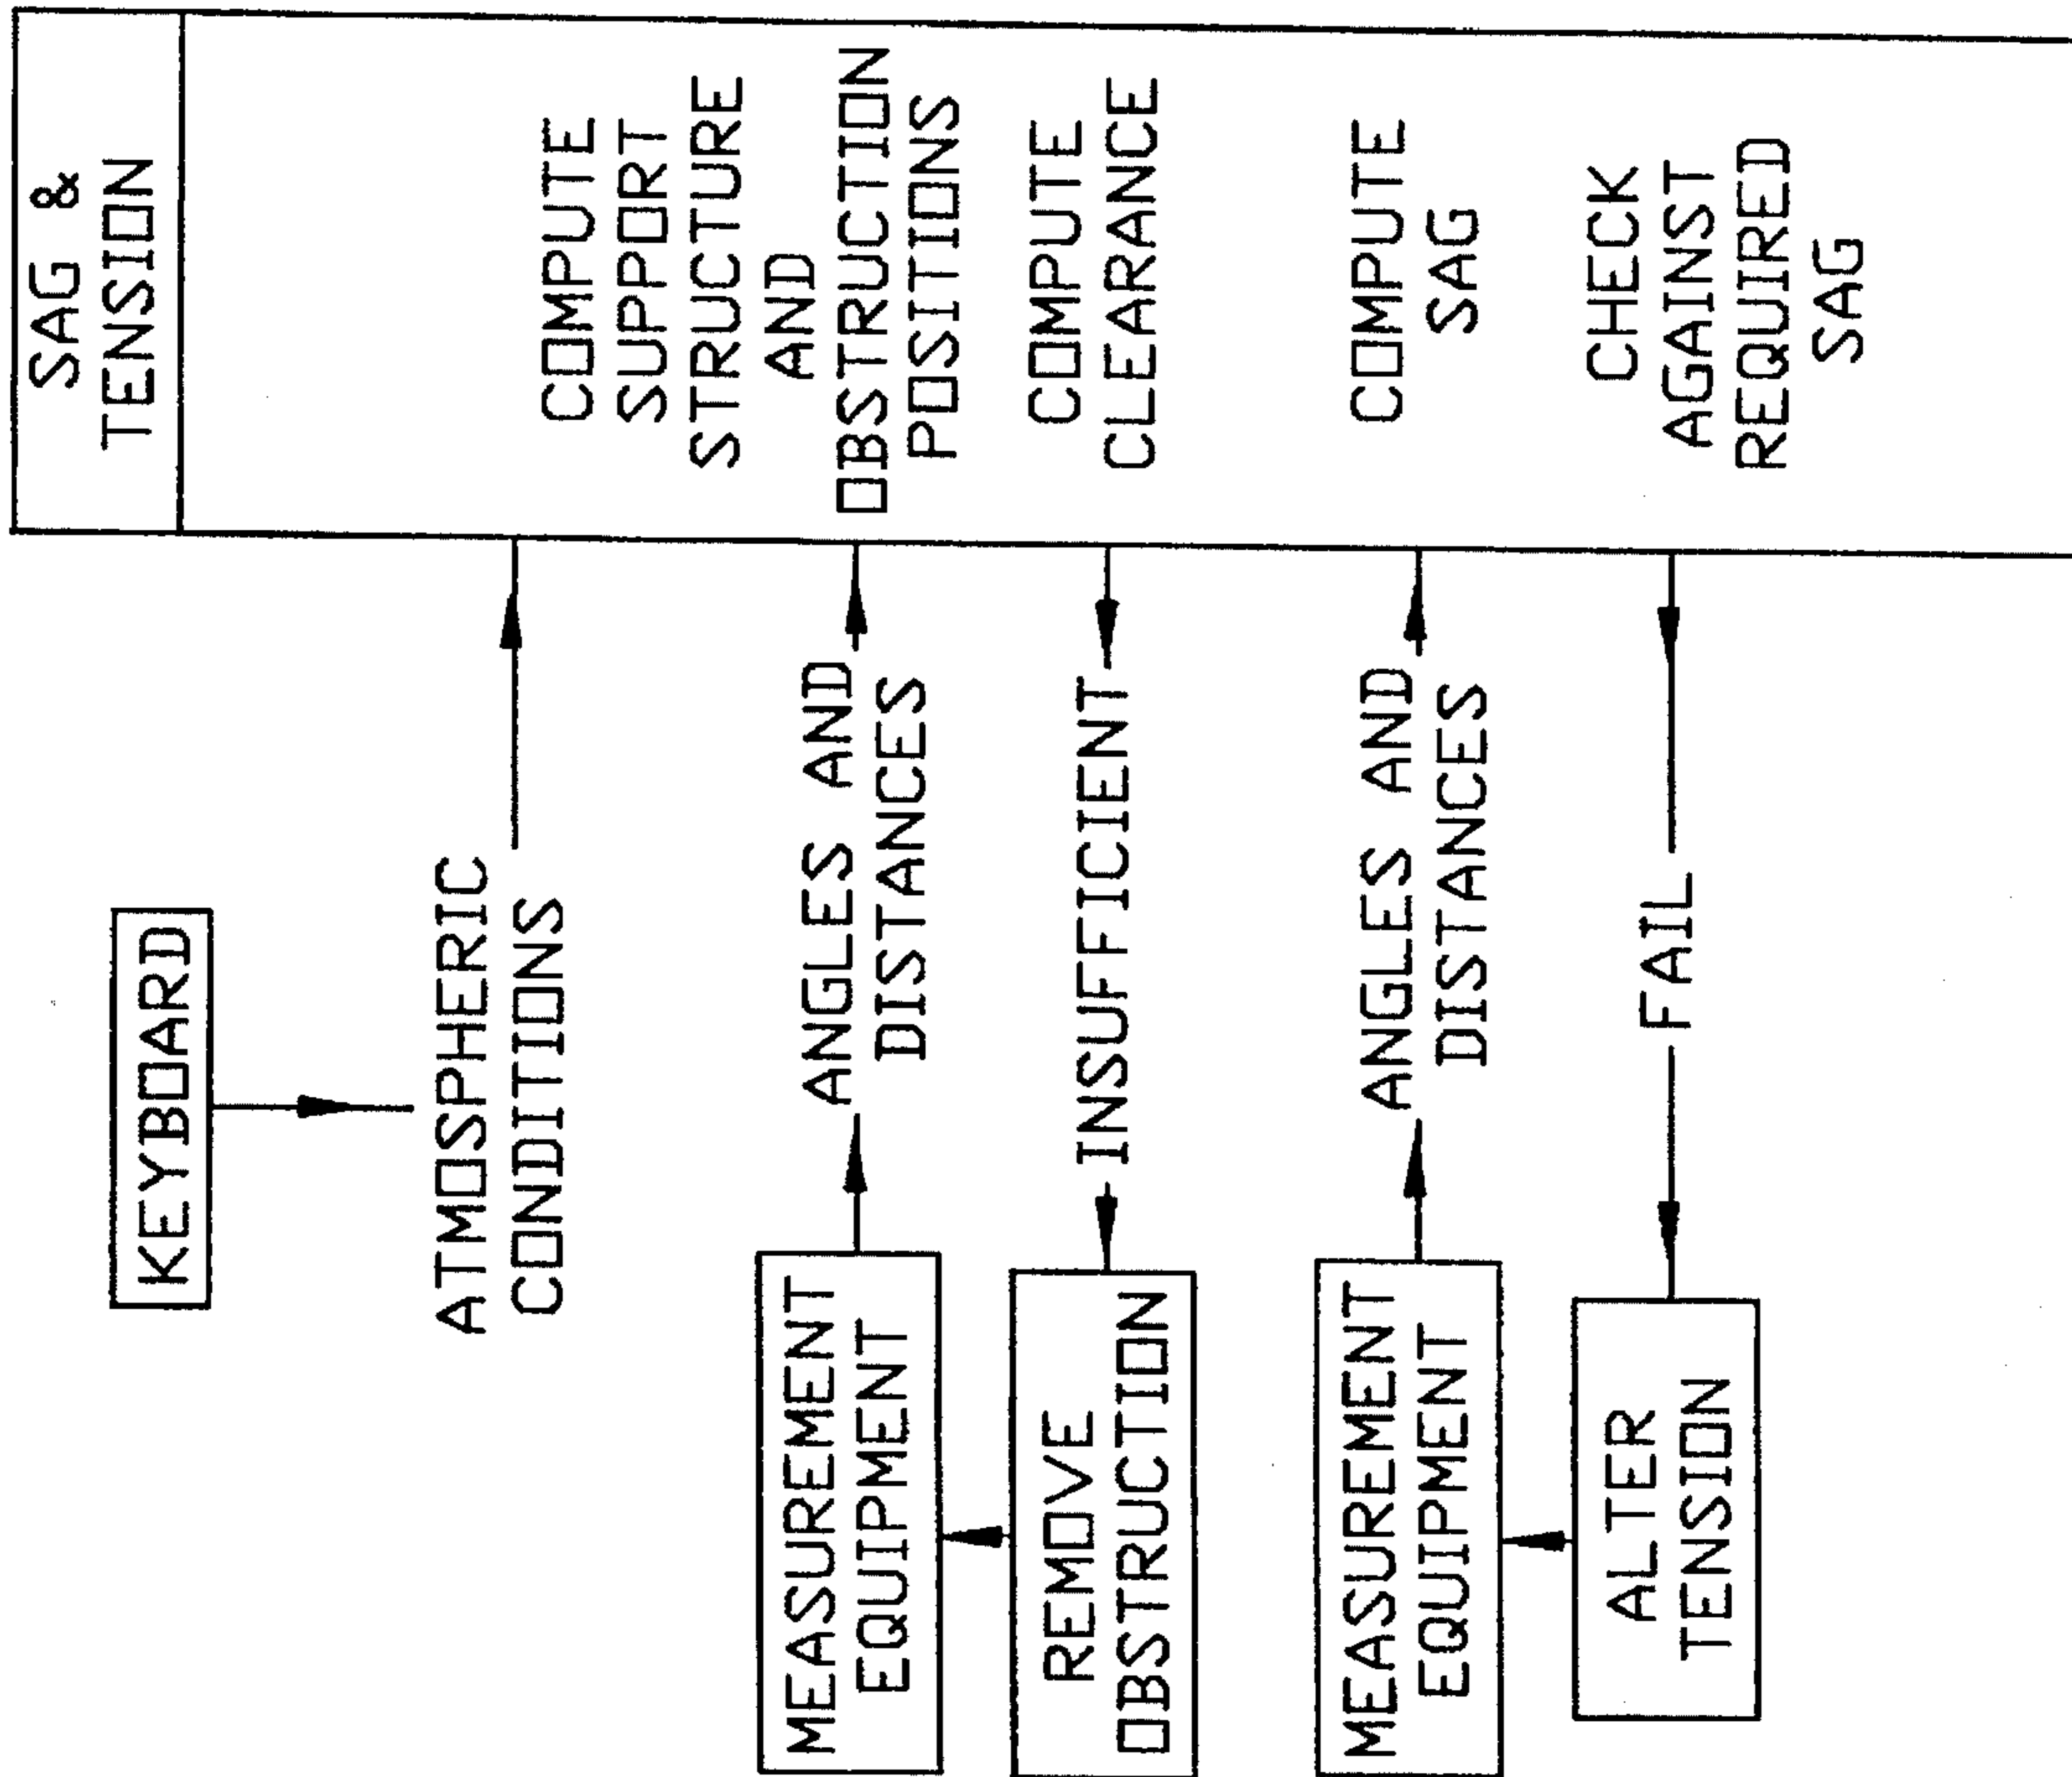 KEYBOARD
ATMOSPHERIC
CONDITIONS
MEASUREMENT
EQUIPMENT
ANGLES AND
DISTANCES
REMOVE
OBSTRUCTION
INSUFFICIENT
MEASUREMENT
EQUIPMENT
ANGLES AND
DISTANCES
ALTER
TENSION
FAIL
SAG &
TENSION
COMPUTE
SUPPORT
STRUCTURE
AND
OBSTRUCTION
POSITIONS
COMPUTE
CLEARANCE
COMPUTE
SAG
CHECK
AGAINST
REQUIRED
SAG